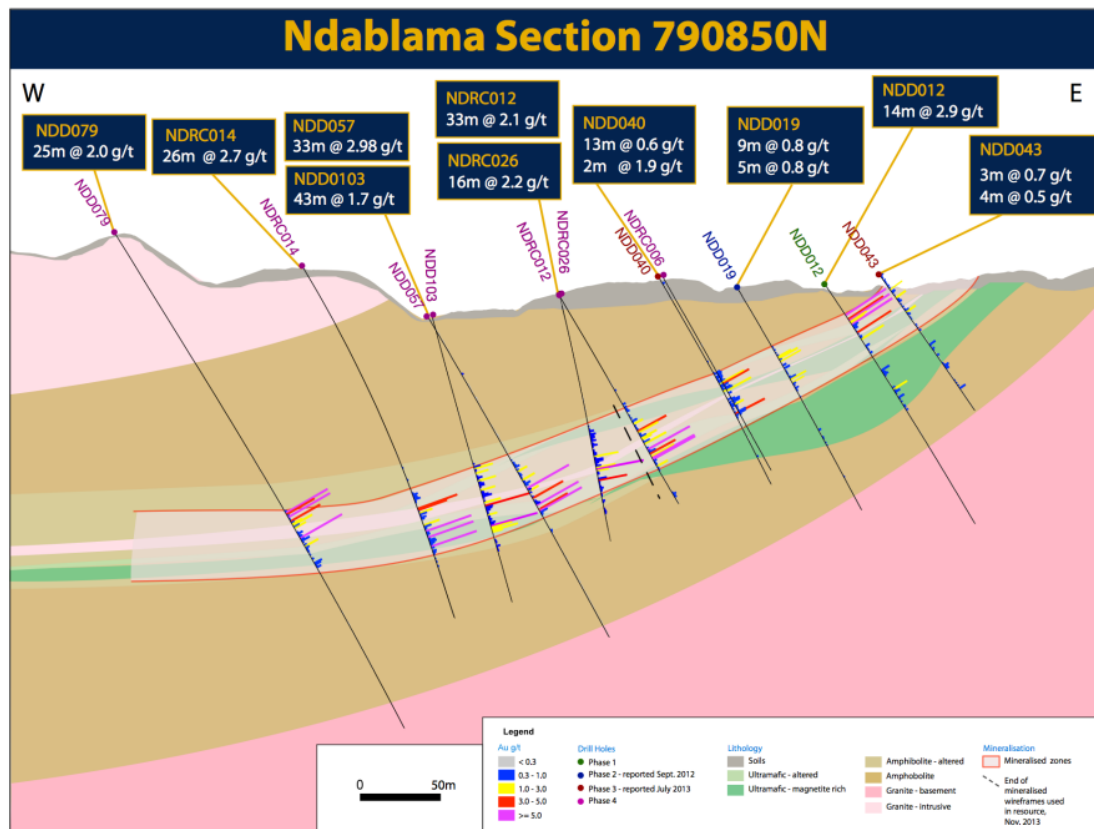 Ndablama Section 790850N
W
E
NDD079
25m @ 2.0 g/t
NDRC014
26m @ 2.7 g/t
NDD057
33m @ 2.98 g/t
NDD0103
43m @ 1.7 g/t
NDRC012
33m @ 2.1 g/t
NDRC026
16m @ 2.2 g/t
NDD040
13m @ 0.6 g/t
2m @ 1.9 g/t
NDD019
9m @ 0.8 g/t
5m @ 0.8 g/t
NDD012
14m @ 2.9 g/t
NDD043
3m @ 0.7 g/t
4m @ 0.5 g/t
NDD079
NDRC014
NDD057
NDD103
NDRC012
NDRC026
NDD040
NDRC006
NDD019
NDD012
NDD043
0
50m
Legend
Au g/t
< 0.3
0.3 - 1.0
1.0 - 3.0
3.0 - 5.0
>= 5.0
Drill Holes
Phase 1
Phase 2 - reported Sept. 2012
Phase 3 - reported July 2013
Phase 4
Lithology
Soils
Ultramafic - altered
Ultramafic - magnetite rich
Amphibolite - altered
Amphobolite
Granite - basement
Granite - intrusive
Mineralisation
Mineralised zones
End of
mineralised
wireframes used
in resource,
Nov. 2013